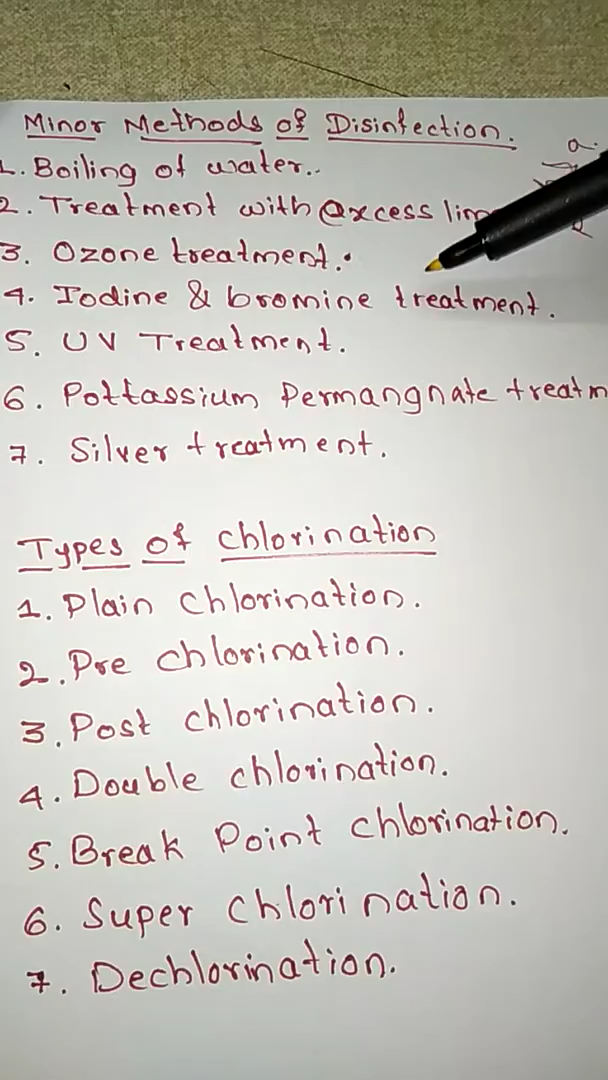 Minor Methods of Disinfection.
1. Boiling of water..
2. Treatment with excess
3. Ozone treatment.
4. Iodine & bromine treatment.
5. UV Treatment.
6. Pottassium Permangnate treatm
7. Silver treatment.
Types of chlorination
1. Plain chlorination.
2. Pre chlorination.
3. Post chlorination.
4. Double chlorination.
5. Break Point chlorination.
6. Super chlorination.
7. Dechlorination.